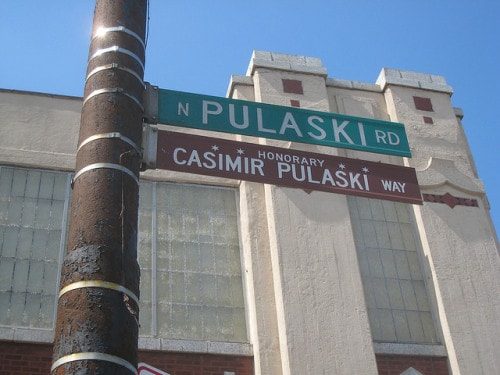 N PULASKI RD
HONORARY
CASIMIR PULASKI WAY